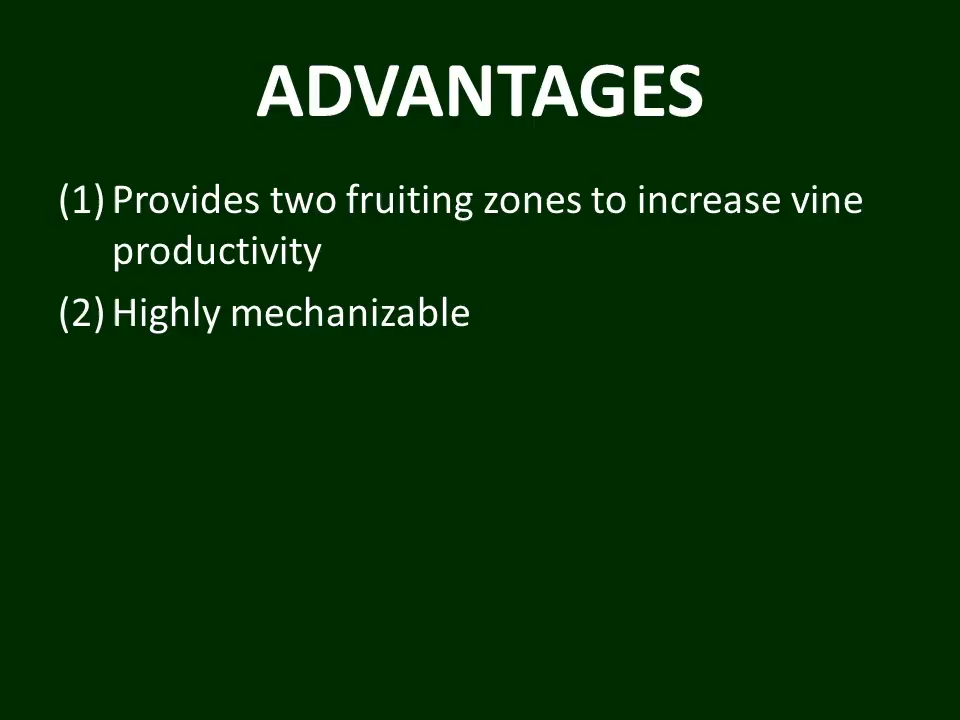 ADVANTAGES
(1) Provides two fruiting zones to increase vine
productivity
(2) Highly mechanizable